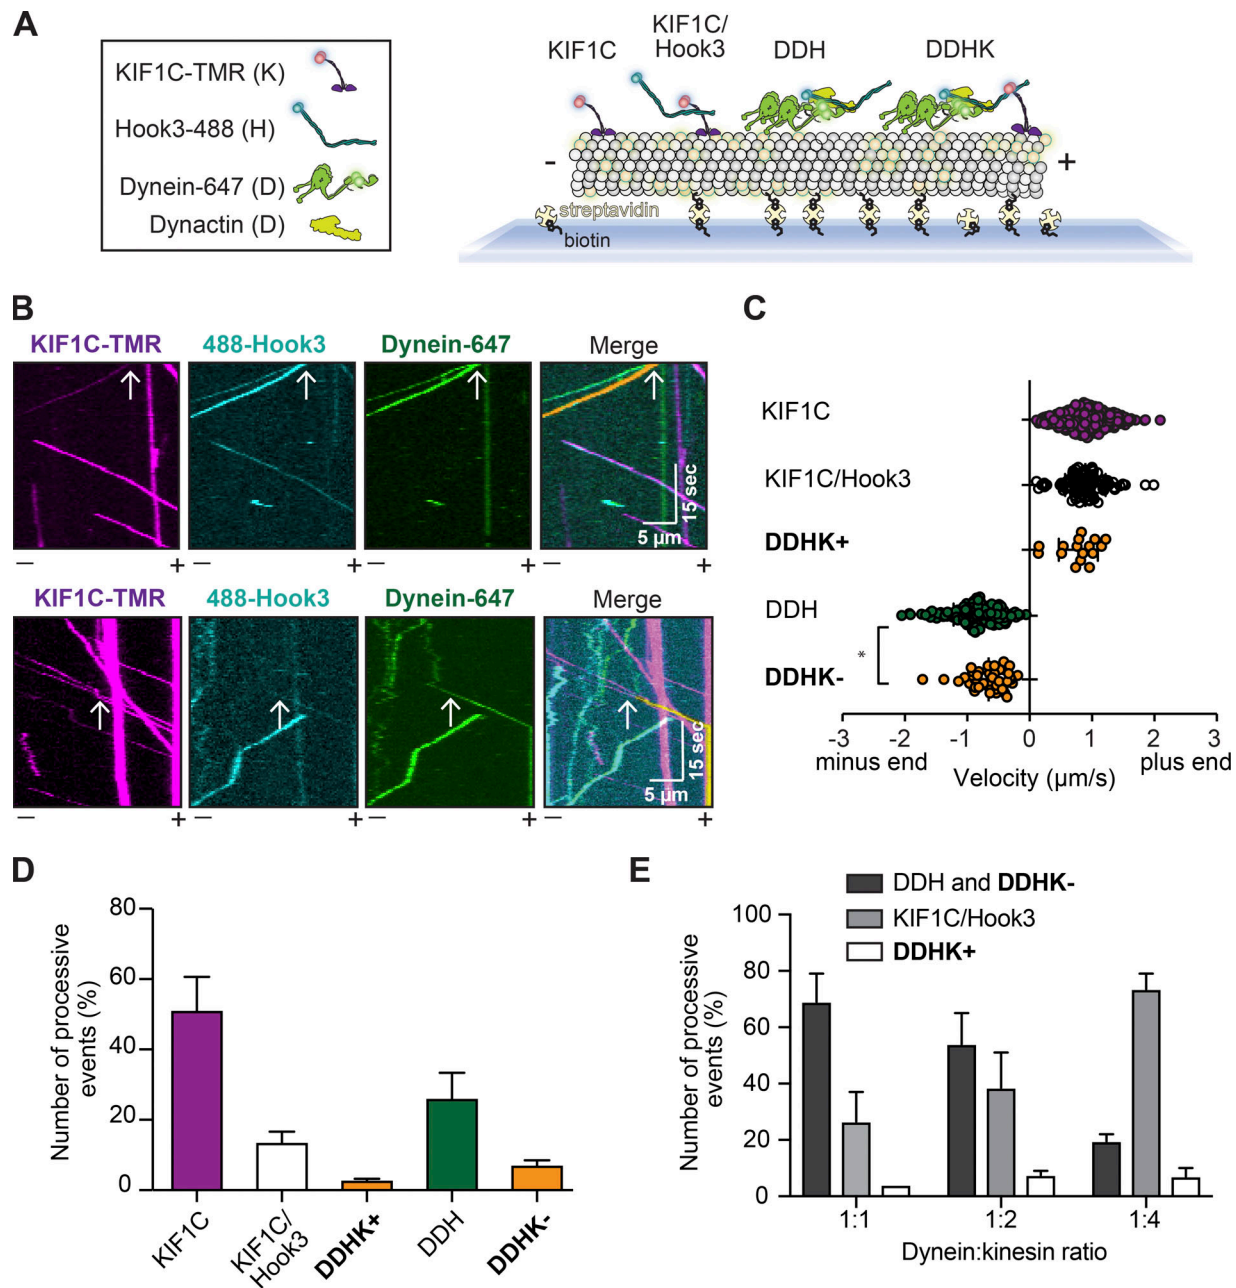 A
KIF1C-TMR (K)
Hook3-488 (H)
Dynein-647 (D)
Dynactin (D)
KIF1C
KIF1C/
Hook3
DDH
DDHK
-
+
streptavidin
biotin
B
KIF1C-TMR
488-Hook3
Dynein-647
Merge
15 sec
5 µm
– +
– +
– +
– +
KIF1C-TMR
488-Hook3
Dynein-647
Merge
15 sec
5 µm
– +
– +
– +
– +
C
KIF1C
KIF1C/Hook3
DDHK+
DDH
*
DDHK-
-3 -2 -1 0 1 2 3
minus end
plus end
Velocity (µm/s)
D
Number of processive
events (%)
80
60
40
20
0
KIF1C
KIF1C/
Hook3
DDHK+
DDH
DDHK-
E
DDH and DDHK-
KIF1C/Hook3
DDHK+
Number of processive
events (%)
100
80
60
40
20
0
1:1 1:2 1:4
Dynein:kinesin ratio